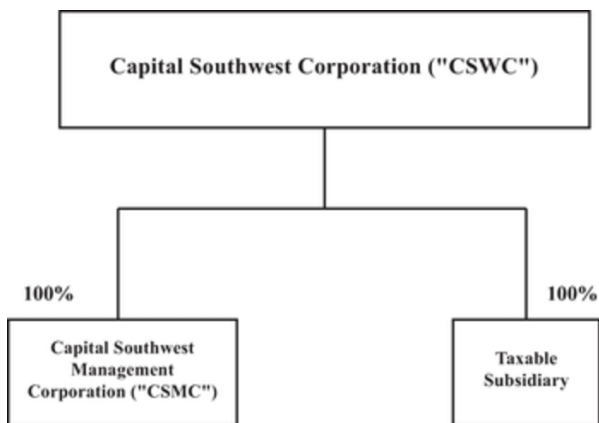 Capital Southwest Corporation ("CSWC")
100%
100%
Capital Southwest
Management
Corporation ("CSMC")
Taxable
Subsidiary